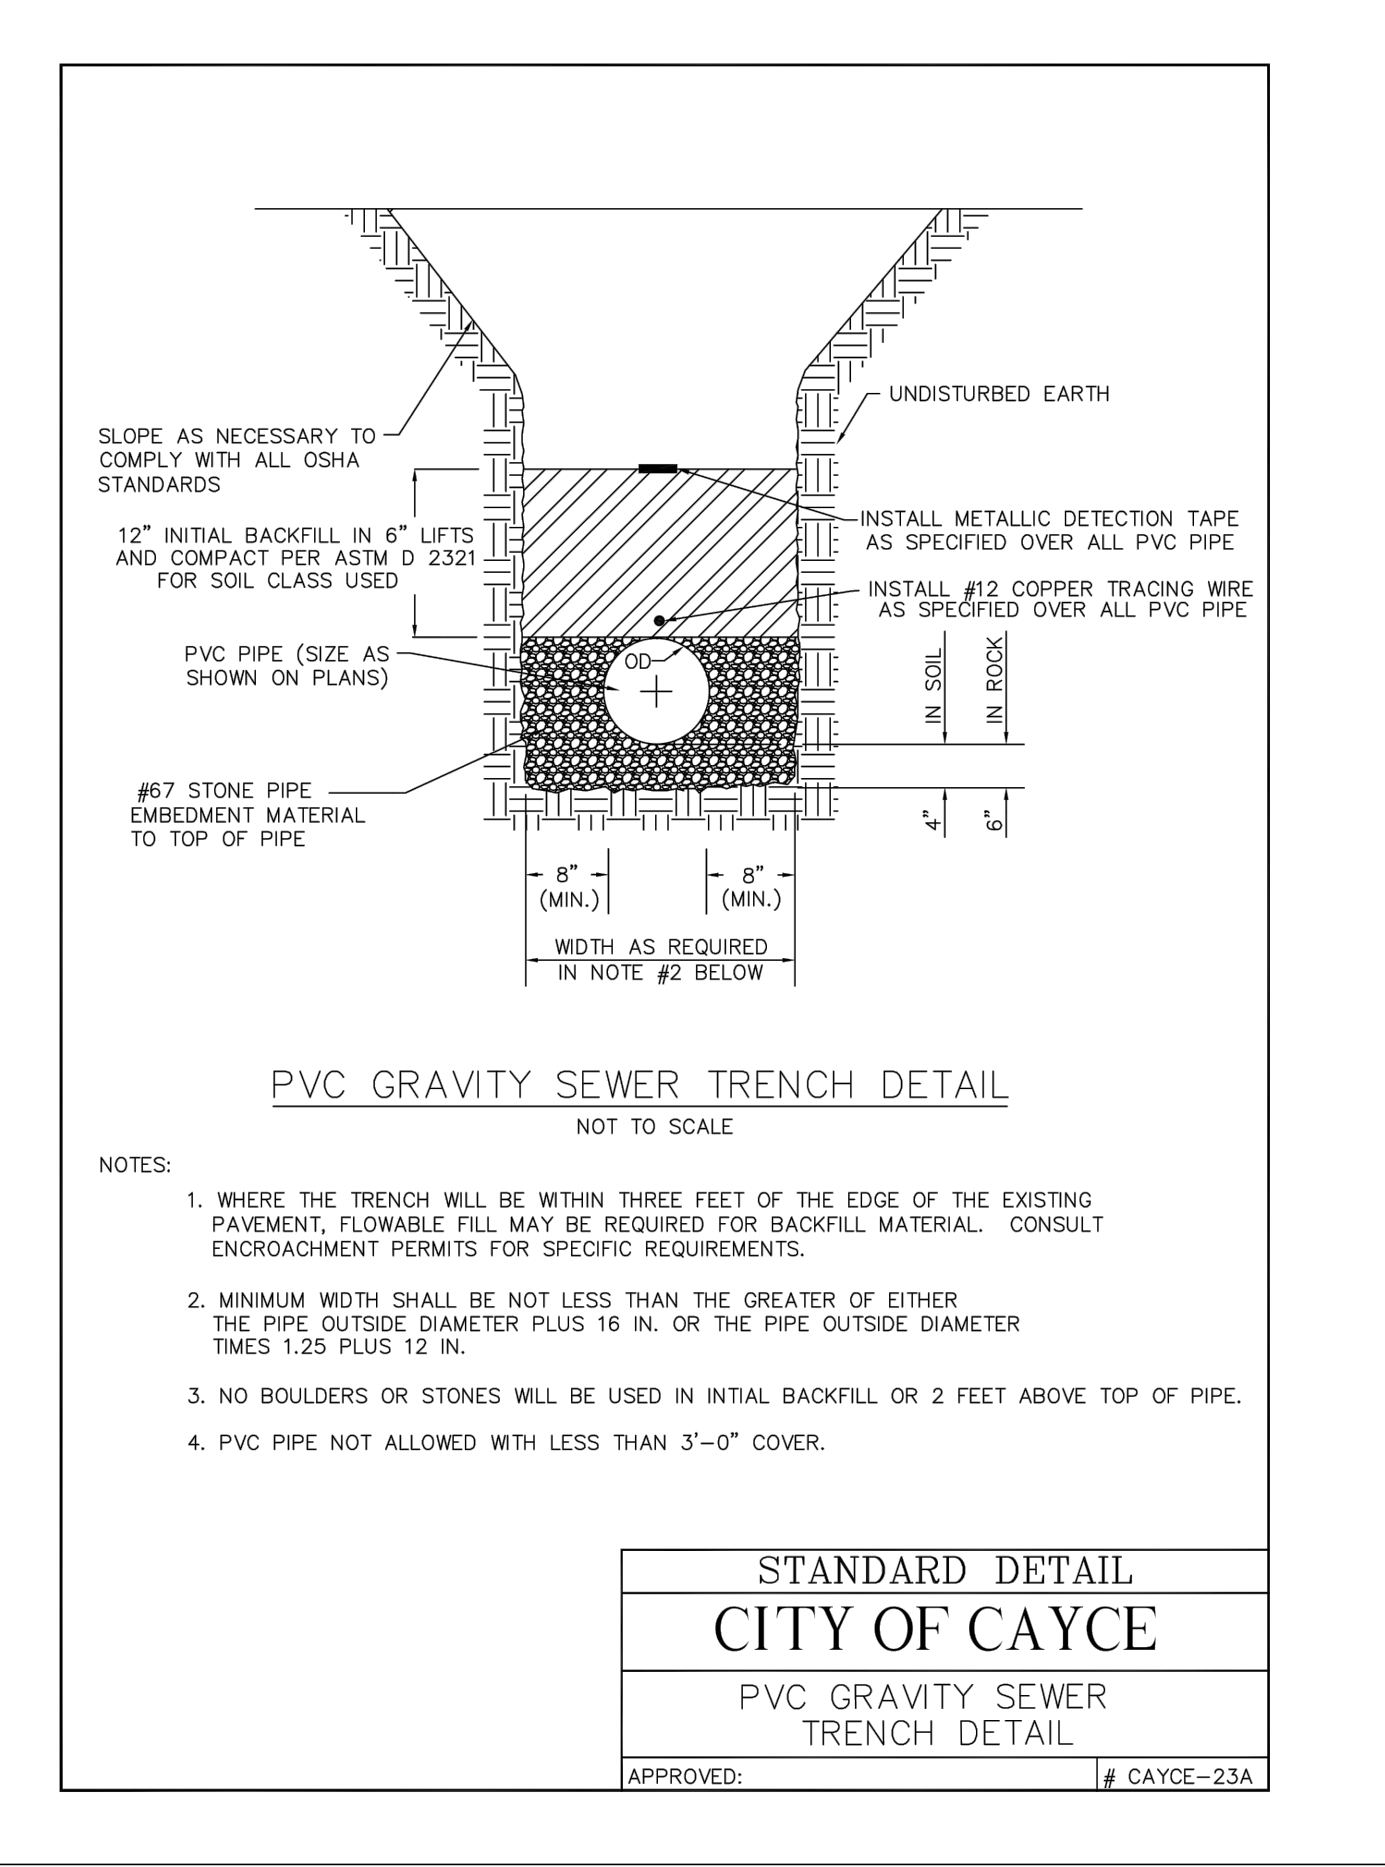 UNDISTURBED EARTH
SLOPE AS NECESSARY TO
COMPLY WITH ALL OSHA
STANDARDS
12” INITIAL BACKFILL IN 6” LIFTS
AND COMPACT PER ASTM D 2321
FOR SOIL CLASS USED
INSTALL METALLIC DETECTION TAPE
AS SPECIFIED OVER ALL PVC PIPE
INSTALL #12 COPPER TRACING WIRE
AS SPECIFIED OVER ALL PVC PIPE
PVC PIPE (SIZE AS
SHOWN ON PLANS)
OD
IN SOIL
IN ROCK
#67 STONE PIPE
EMBEDMENT MATERIAL
TO TOP OF PIPE
4”
6”
8”
(MIN.)
8”
(MIN.)
WIDTH AS REQUIRED
IN NOTE #2 BELOW
PVC GRAVITY SEWER TRENCH DETAIL
NOT TO SCALE
NOTES:
1. WHERE THE TRENCH WILL BE WITHIN THREE FEET OF THE EDGE OF THE EXISTING
PAVEMENT, FLOWABLE FILL MAY BE REQUIRED FOR BACKFILL MATERIAL. CONSULT
ENCROACHMENT PERMITS FOR SPECIFIC REQUIREMENTS.
2. MINIMUM WIDTH SHALL BE NOT LESS THAN THE GREATER OF EITHER
THE PIPE OUTSIDE DIAMETER PLUS 16 IN. OR THE PIPE OUTSIDE DIAMETER
TIMES 1.25 PLUS 12 IN.
3. NO BOULDERS OR STONES WILL BE USED IN INTIAL BACKFILL OR 2 FEET ABOVE TOP OF PIPE.
4. PVC PIPE NOT ALLOWED WITH LESS THAN 3'-0” COVER.
STANDARD DETAIL
CITY OF CAYCE
PVC GRAVITY SEWER
TRENCH DETAIL
APPROVED:
# CAYCE-23A